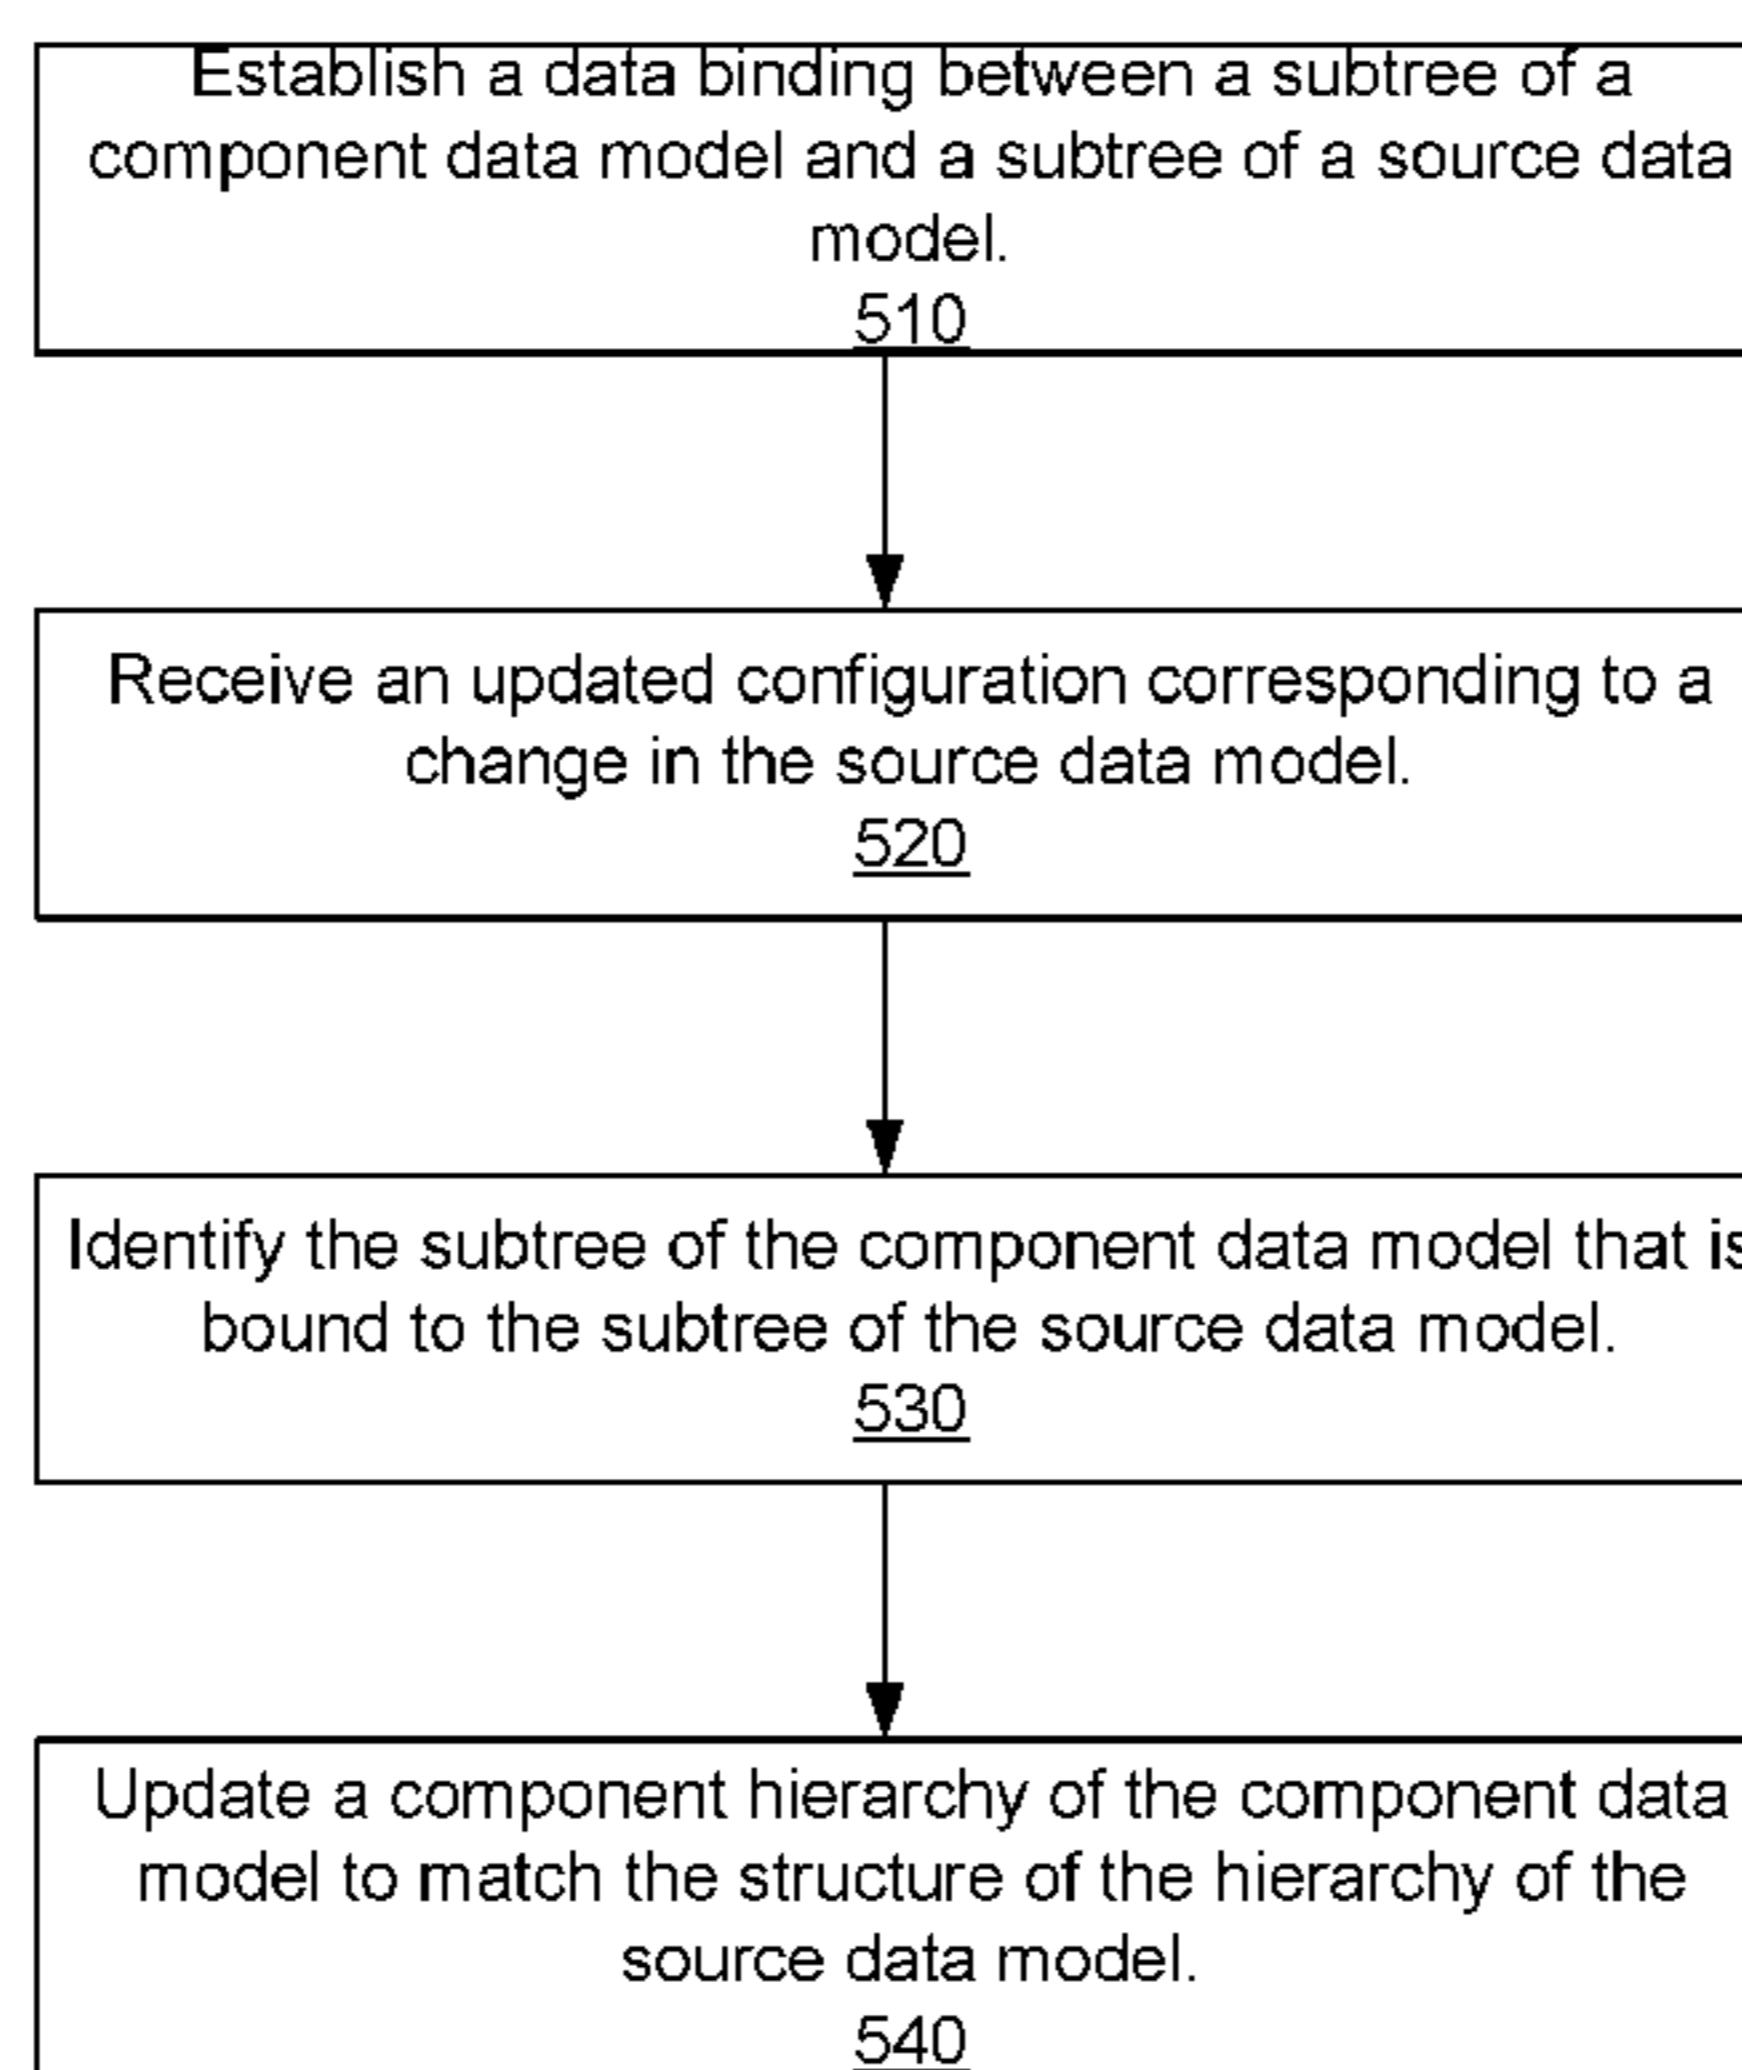 Establish a data binding between a subtree of a
component data model and a subtree of a source data
model.
510
Receive an updated configuration corresponding to a
change in the source data model.
520
Identify the subtree of the component data model that is
bound to the subtree of the source data model.
530
Update a component hierarchy of the component data
model to match the structure of the hierarchy of the
source data model.
540